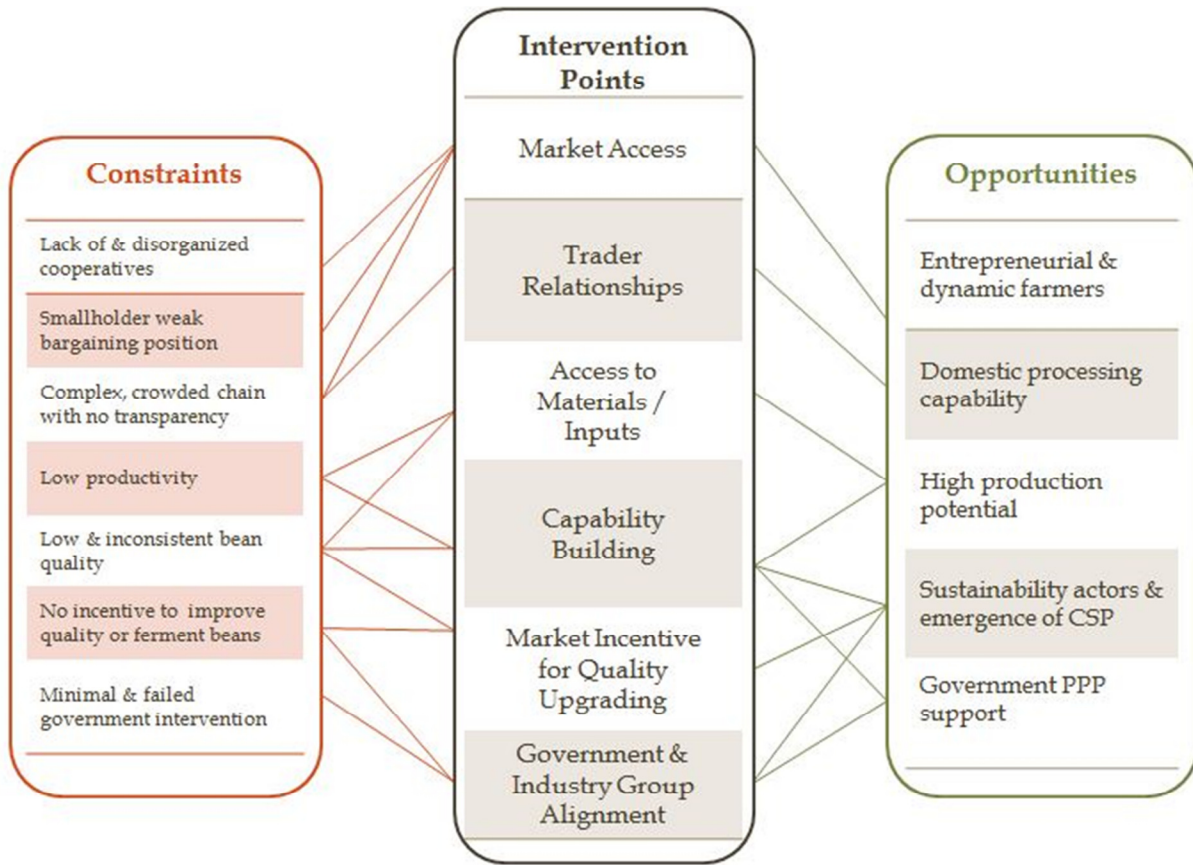 Constraints
Lack of & disorganized
cooperatives
Smallholder weak
bargaining position
Complex, crowded chain
with no transparency
Low productivity
Low & inconsistent bean
quality
No incentive to improve
quality or ferment beans
Minimal & failed
government intervention
Intervention
Points
Market Access
Trader
Relationships
Access to
Materials /
Inputs
Capability
Building
Market Incentive
for Quality
Upgrading
Government &
Industry Group
Alignment
Opportunities
Entrepreneurial &
dynamic farmers
Domestic processing
capability
High production
potential
Sustainability actors &
emergence of CSP
Government PPP
support